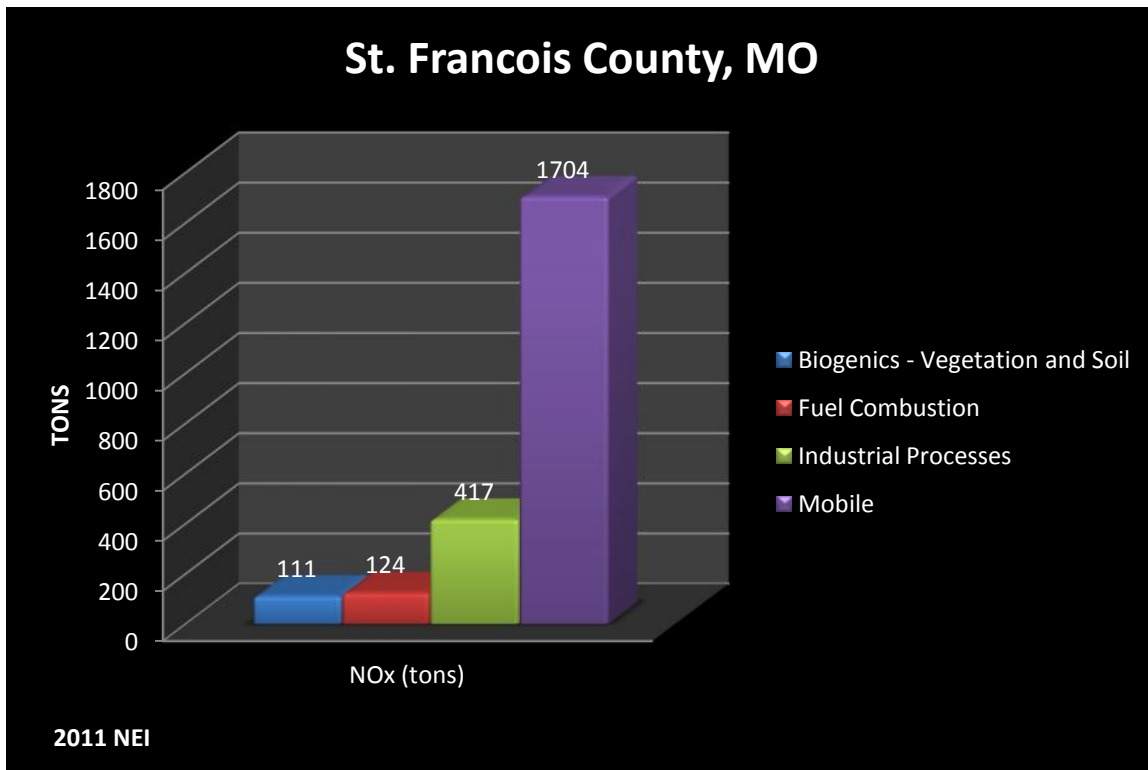 St. Francois County, MO
1800
1600
1400
1200
1000
800
600
400
200
0
TONS
111
124
417
1704
NOx (tons)
Biogenics - Vegetation and Soil
Fuel Combustion
Industrial Processes
Mobile
2011 NEI